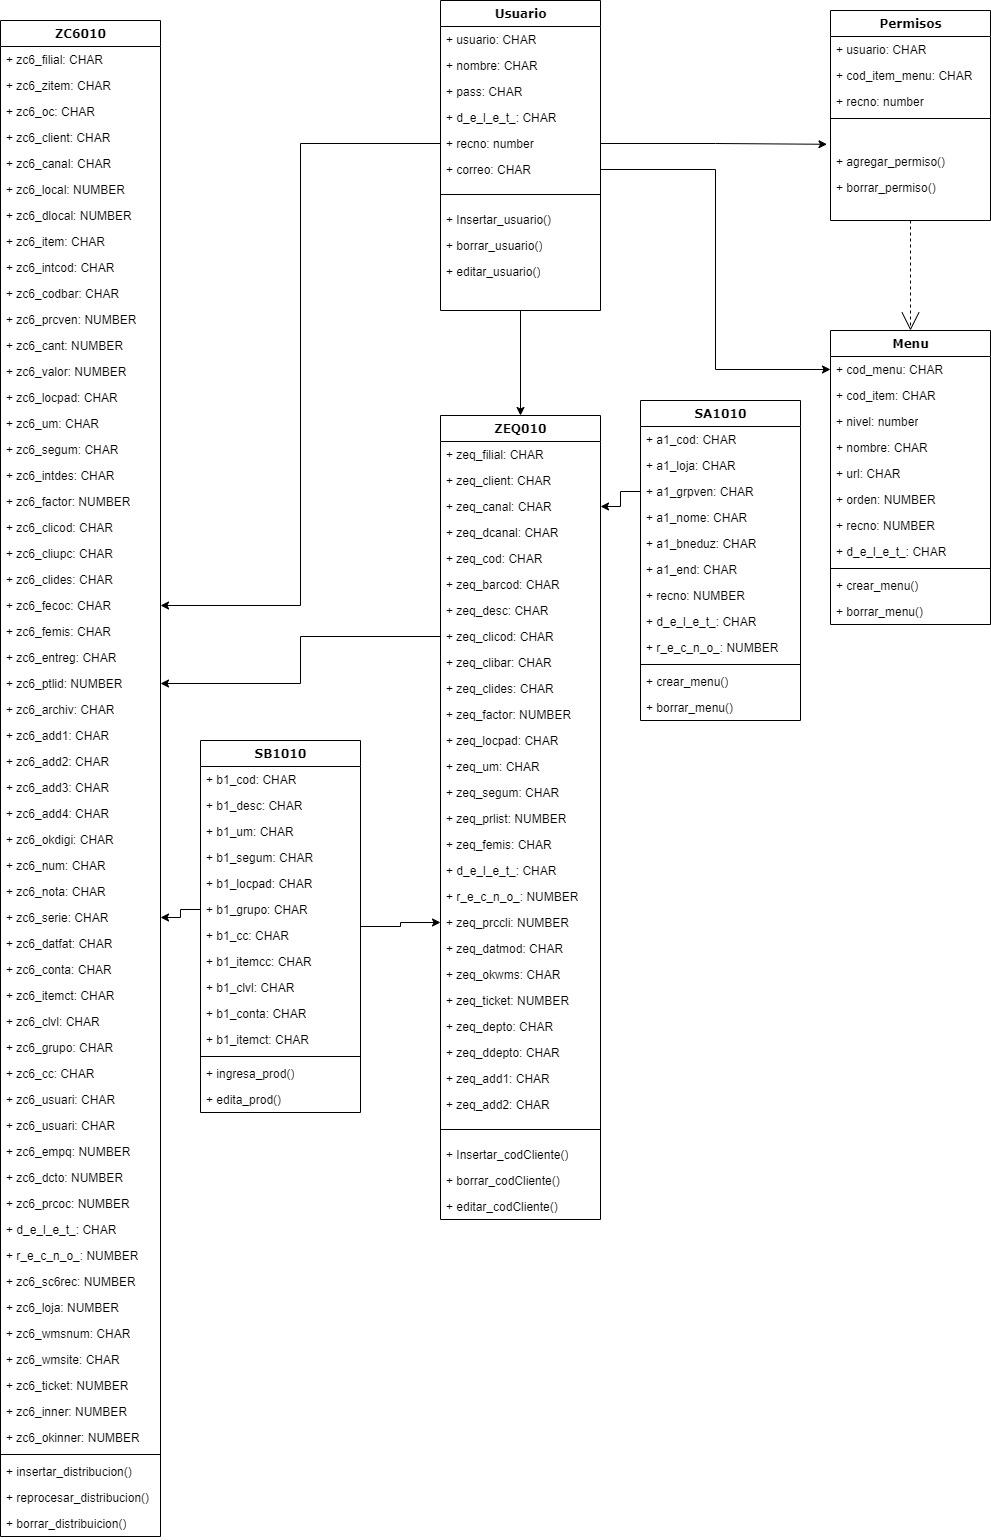 ZC6010
+ zc6_filial: CHAR
+ zc6_zitem: CHAR
+ zc6_oc: CHAR
+ zc6_client: CHAR
+ zc6_canal: CHAR
+ zc6_local: NUMBER
+ zc6_dlocal: NUMBER
+ zc6_item: CHAR
+ zc6_intcod: CHAR
+ zc6_codbar: CHAR
+ zc6_prcven: NUMBER
+ zc6_cant: NUMBER
+ zc6_valor: NUMBER
+ zc6_locpad: CHAR
+ zc6_um: CHAR
+ zc6_segum: CHAR
+ zc6_intdes: CHAR
+ zc6_factor: NUMBER
+ zc6_clicod: CHAR
+ zc6_cliupc: CHAR
+ zc6_clides: CHAR
+ zc6_fecoc: CHAR
+ zc6_femis: CHAR
+ zc6_entreg: CHAR
+ zc6_ptlid: NUMBER
+ zc6_archiv: CHAR
+ zc6_add1: CHAR
+ zc6_add2: CHAR
+ zc6_add3: CHAR
+ zc6_add4: CHAR
+ zc6_okdigi: CHAR
+ zc6_num: CHAR
+ zc6_nota: CHAR
+ zc6_serie: CHAR
+ zc6_datfat: CHAR
+ zc6_conta: CHAR
+ zc6_itemct: CHAR
+ zc6_clvl: CHAR
+ zc6_grupo: CHAR
+ zc6_cc: CHAR
+ zc6_usuari: CHAR
+ zc6_usuari: CHAR
+ zc6_empq: NUMBER
+ zc6_dcto: NUMBER
+ zc6_prcoc: NUMBER
+ d_e_l_e_t_: CHAR
+ r_e_c_n_o_: NUMBER
+ zc6_sc6rec: NUMBER
+ zc6_loja: NUMBER
+ zc6_wmsnum: CHAR
+ zc6_wmsite: CHAR
+ zc6_ticket: NUMBER
+ zc6_inner: NUMBER
+ zc6_okinner: NUMBER
+ insertar_distribucion()
+ reprocesar_distribucion()
+ borrar_distribuicion()
Usuario
+ usuario: CHAR
+ nombre: CHAR
+ pass: CHAR
+ d_e_l_e_t_: CHAR
+ recno: number
+ correo: CHAR
+ Insertar_usuario()
+ borrar_usuario()
+ editar_usuario()
Permisos
+ usuario: CHAR
+ cod_item_menu: CHAR
+ recno: number
+ agregar_permiso()
+ borrar_permiso()
Menu
+ cod_menu: CHAR
+ cod_item: CHAR
+ nivel: number
+ nombre: CHAR
+ url: CHAR
+ orden: NUMBER
+ recno: NUMBER
+ d_e_l_e_t_: CHAR
+ crear_menu()
+ borrar_menu()
ZEQ010
+ zeq_filial: CHAR
+ zeq_client: CHAR
+ zeq_canal: CHAR
+ zeq_dcanal: CHAR
+ zeq_cod: CHAR
+ zeq_barcod: CHAR
+ zeq_desc: CHAR
+ zeq_clicod: CHAR
+ zeq_clibar: CHAR
+ zeq_clides: CHAR
+ zeq_factor: NUMBER
+ zeq_locpad: CHAR
+ zeq_um: CHAR
+ zeq_segum: CHAR
+ zeq_prlist: NUMBER
+ zeq_femis: CHAR
+ d_e_l_e_t_: CHAR
+ r_e_c_n_o_: NUMBER
+ zeq_prccli: NUMBER
+ zeq_datmod: CHAR
+ zeq_okwms: CHAR
+ zeq_ticket: NUMBER
+ zeq_depto: CHAR
+ zeq_ddepto: CHAR
+ zeq_add1: CHAR
+ zeq_add2: CHAR
+ Insertar_codCliente()
+ borrar_codCliente()
+ editar_codCliente()
SA1010
+ a1_cod: CHAR
+ a1_loja: CHAR
+ a1_grpven: CHAR
+ a1_nome: CHAR
+ a1_bneduz: CHAR
+ a1_end: CHAR
+ recno: NUMBER
+ d_e_l_e_t_: CHAR
+ r_e_c_n_o_: NUMBER
+ crear_menu()
+ borrar_menu()
SB1010
+ b1_cod: CHAR
+ b1_desc: CHAR
+ b1_um: CHAR
+ b1_segum: CHAR
+ b1_locpad: CHAR
+ b1_grupo: CHAR
+ b1_cc: CHAR
+ b1_itemcc: CHAR
+ b1_clvl: CHAR
+ b1_conta: CHAR
+ b1_itemct: CHAR
+ ingresa_prod()
+ edita_prod()